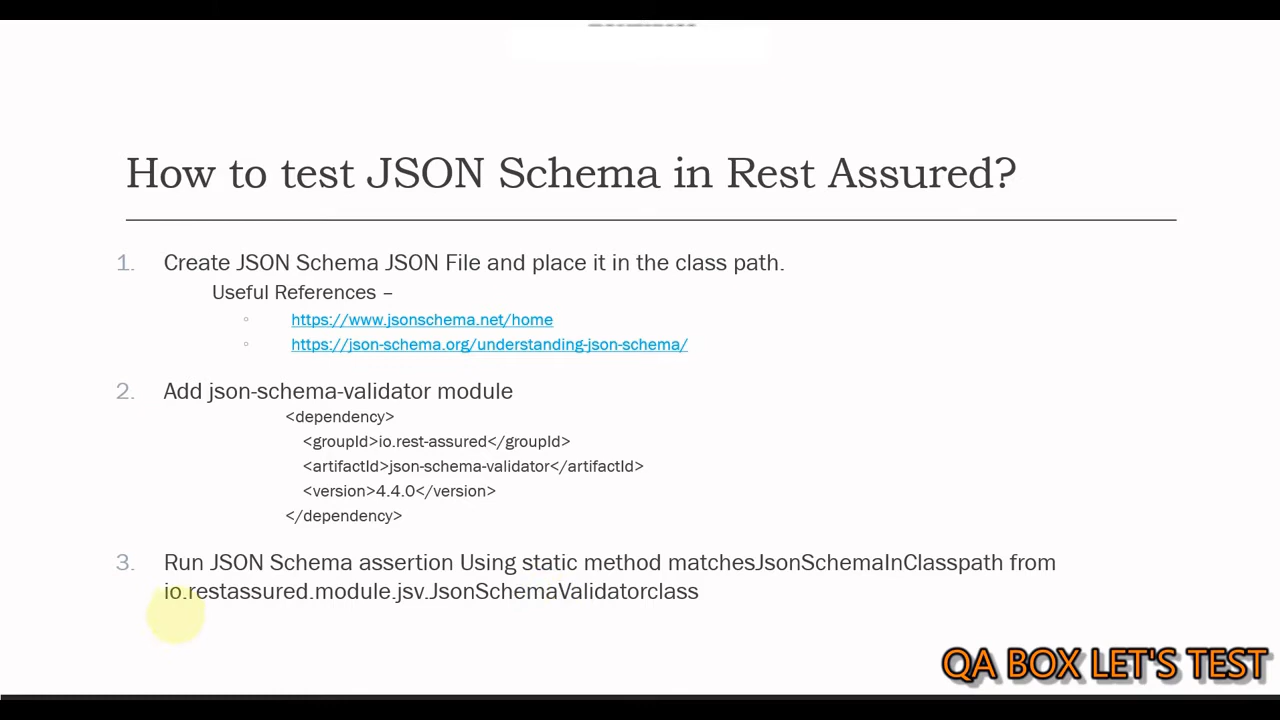 How to test JSON Schema in Rest Assured?
1. Create JSON Schema JSON File and place it in the class path.
Useful References –
https://www.jsonschema.net/home
https://json-schema.org/understanding-json-schema/
2. Add json-schema-validator module
<dependency>
<groupId>io.rest-assured</groupId>
<artifactId>json-schema-validator</artifactId>
<version>4.4.0</version>
</dependency>
3. Run JSON Schema assertion Using static method matchesJsonSchemaInClasspath from
io.restassured.module.jsv.JsonSchemaValidatorclass
QA BOX LET'S TEST